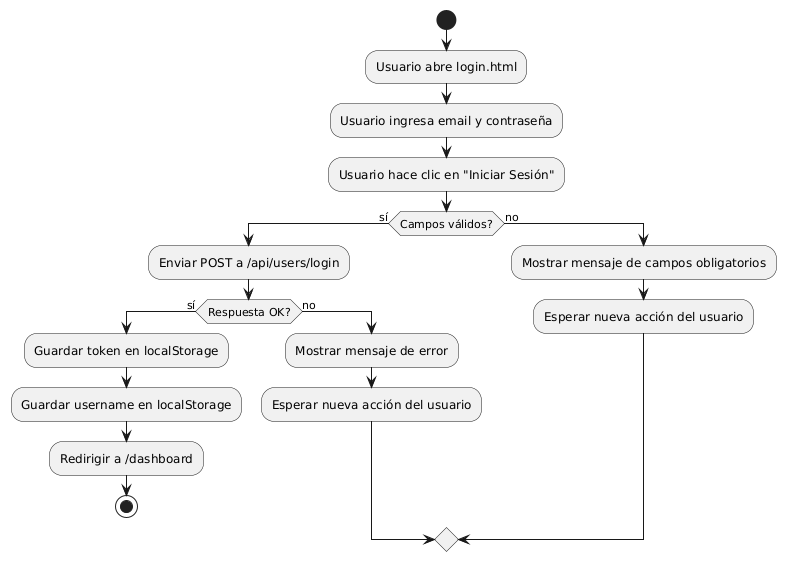 Usuario abre login.html
Usuario ingresa email y contraseña
Usuario hace clic en "Iniciar Sesión"
sí
Campos válidos?
no
Enviar POST a /api/users/login
Mostrar mensaje de campos obligatorios
sí
Respuesta OK?
no
Esperar nueva acción del usuario
Guardar token en localStorage
Mostrar mensaje de error
Guardar username en localStorage
Esperar nueva acción del usuario
Redirigir a /dashboard